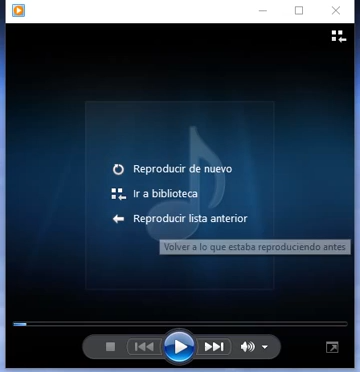 Reproducir de nuevo
Ir a biblioteca
Reproducir lista anterior
Volver a lo que estaba reproduciendo antes